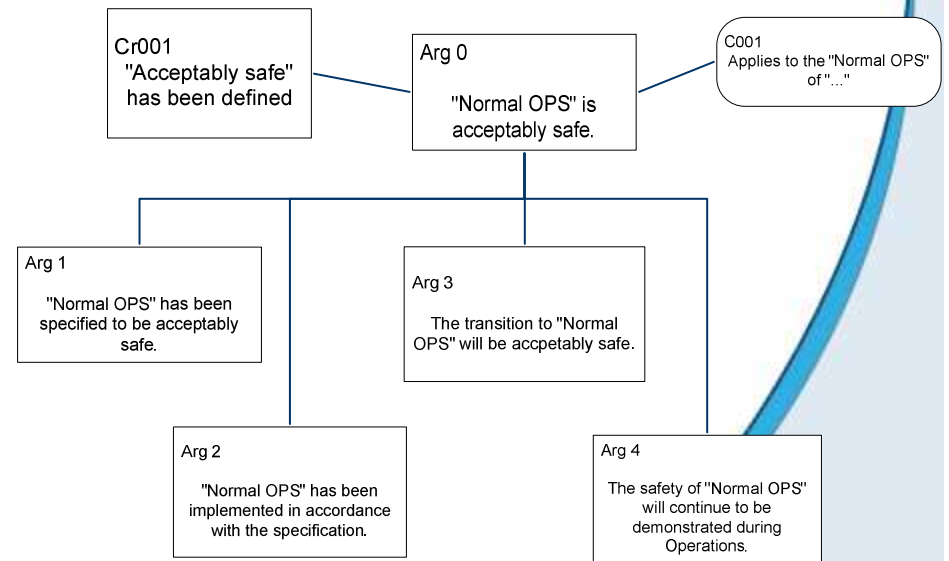 Cr001
"Acceptably safe"
has been defined
Arg 0
"Normal OPS" is
acceptably safe.
C001
Applies to the "Normal OPS"
of "..."
Arg 1
"Normal OPS" has been
specified to be acceptably
safe.
Arg 3
The transition to "Normal
OPS" will be accpetably safe.
Arg 2
"Normal OPS" has been
implemented in accordance
with the specification.
Arg 4
The safety of "Normal OPS"
will continue to be
demonstrated during
Operations.